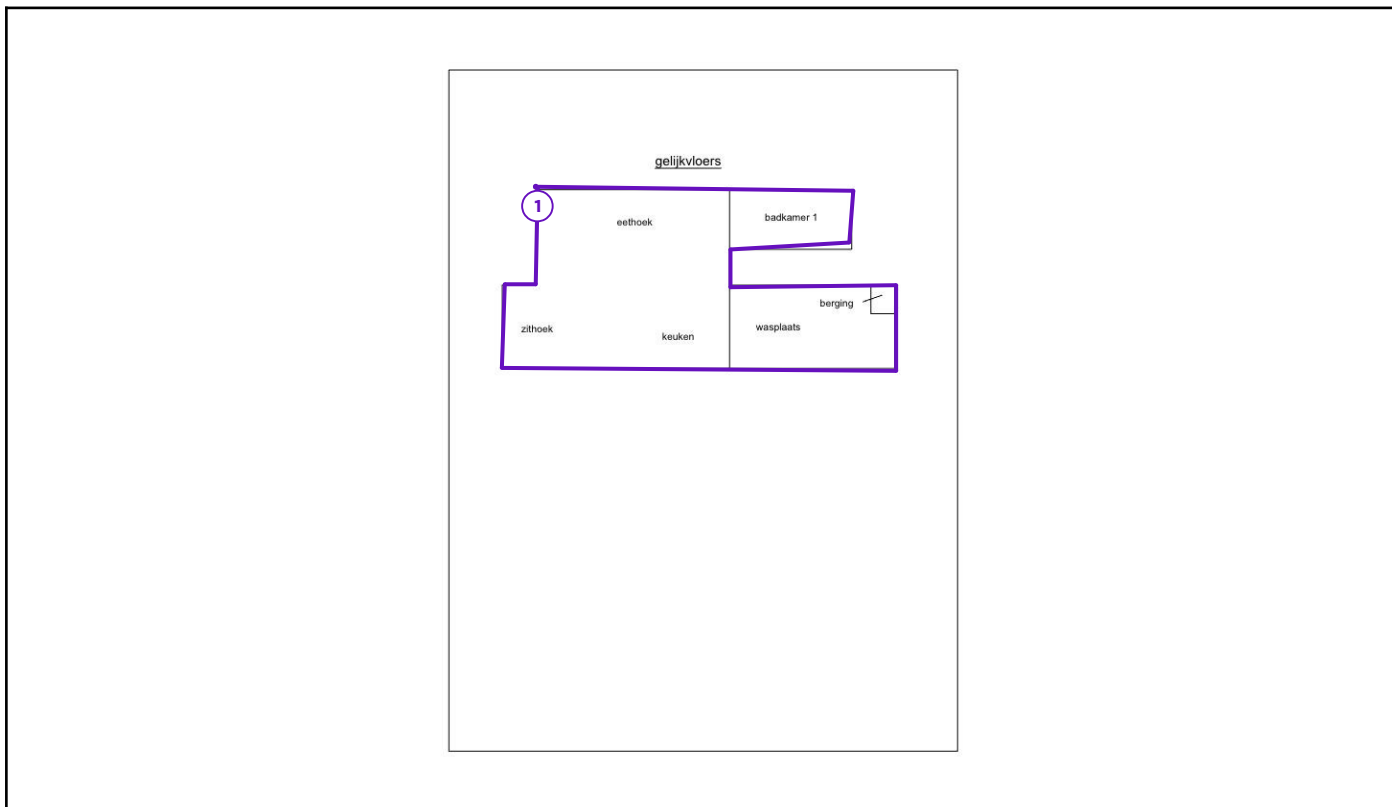 gelijkvloers
1
eethoek
badkamer 1
berging
zithoek
keuken
wasplaats